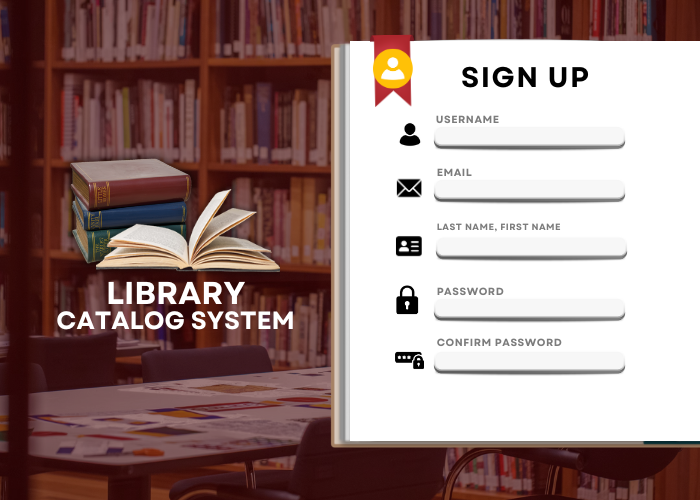 SIGN UP
USERNAME
EMAIL
LAST NAME, FIRST NAME
PASSWORD
CONFIRM PASSWORD
LIBRARY
CATALOG SYSTEM